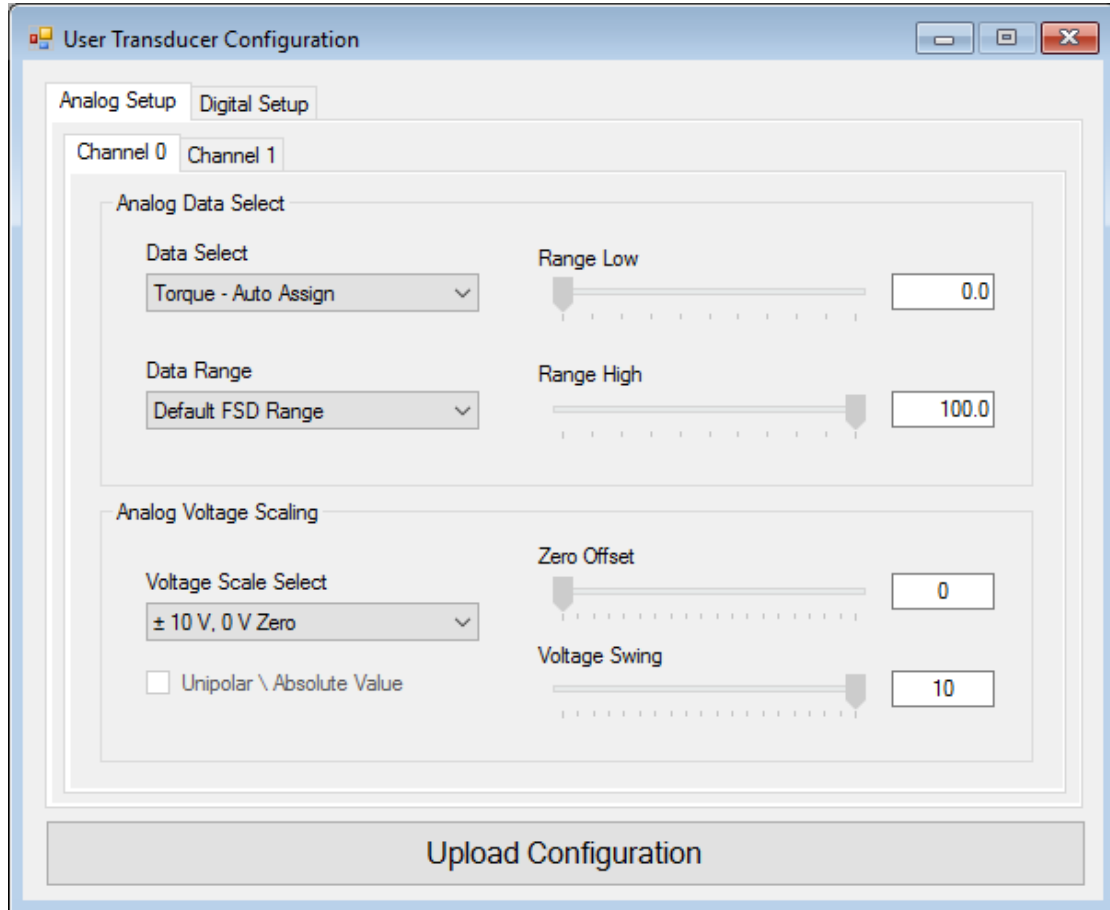 User Transducer Configuration
Analog Setup Digital Setup
Channel 0 Channel 1
Analog Data Select
Data Select
Torque - Auto Assign
Range Low
0.0
Data Range
Default FSD Range
Range High
100.0
Analog Voltage Scaling
Voltage Scale Select
± 10 V, 0 V Zero
Unipolar \ Absolute Value
Zero Offset
0
Voltage Swing
10
Upload Configuration